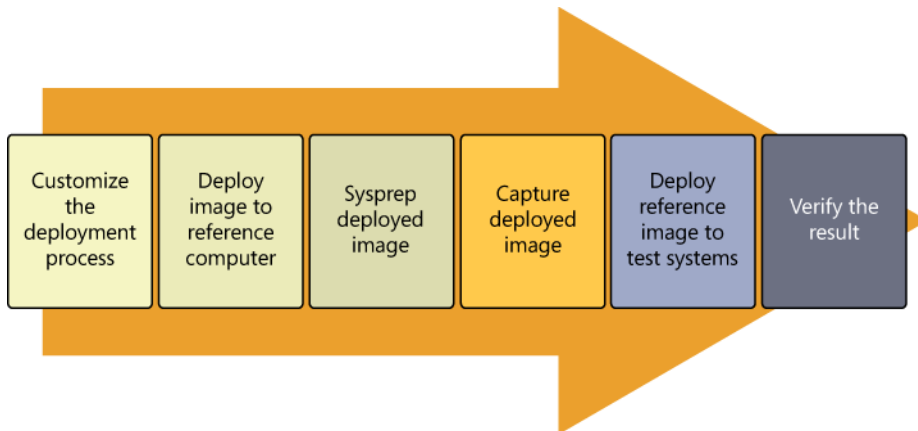 Customize
the
deployment
process
Deploy
image to
reference
computer
Sysprep
deployed
image
Capture
deployed
image
Deploy
reference
image to
test systems
Verify the
result